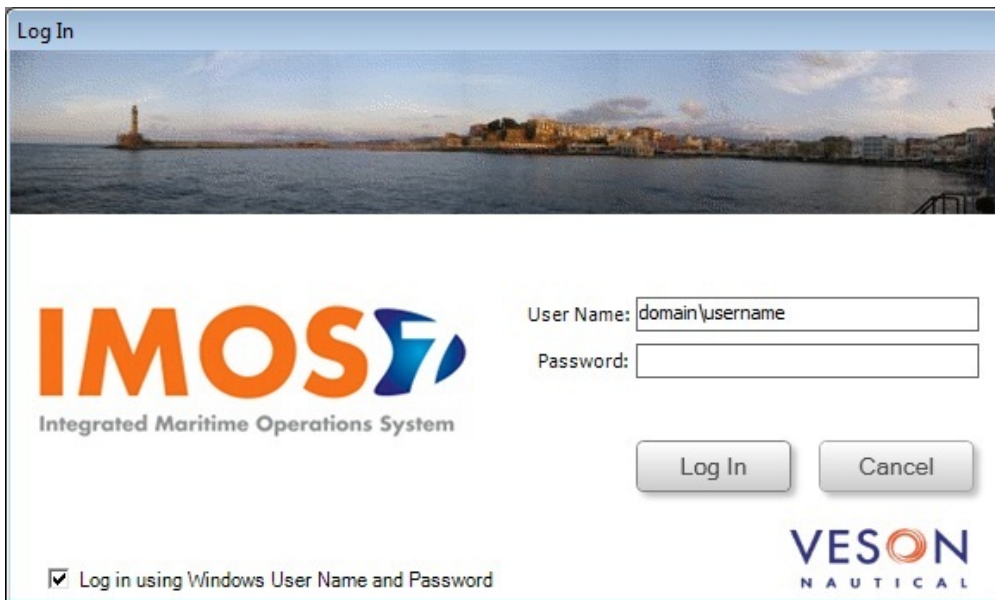 Log In
IMOS7
Integrated Maritime Operations System
User Name: domain\username
Password:
Log In
Cancel
VESON
NAUTICAL
Log in using Windows User Name and Password